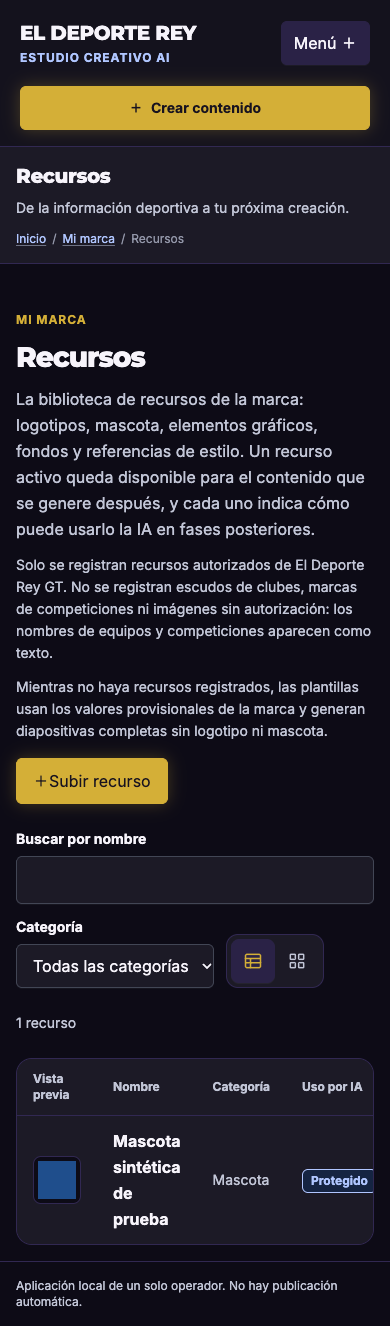 EL DEPORTE REY
ESTUDIO CREATIVO AI
Menú +
+ Crear contenido
Recursos
De la información deportiva a tu próxima creación.
Inicio / Mi marca / Recursos
MI MARCA
Recursos
La biblioteca de recursos de la marca:
logotipos, mascota, elementos gráficos,
fondos y referencias de estilo. Un recurso
activo queda disponible para el contenido que
se genere después, y cada uno indica cómo
puede usarlo la IA en fases posteriores.
Solo se registran recursos autorizados de El Deporte
Rey GT. No se registran escudos de clubes, marcas
de competiciones ni imágenes sin autorización: los
nombres de equipos y competiciones aparecen como
texto.
Mientras no haya recursos registrados, las plantillas
usan los valores provisionales de la marca y generan
diapositivas completas sin logotipo ni mascota.
+Subir recurso
Buscar por nombre
Categoría
Todas las categorías
1 recurso
Vista
previa
Nombre
Categoría
Uso por IA
Mascota
sintética
de
prueba
Mascota
Protegido
Aplicación local de un solo operador. No hay publicación
automática.